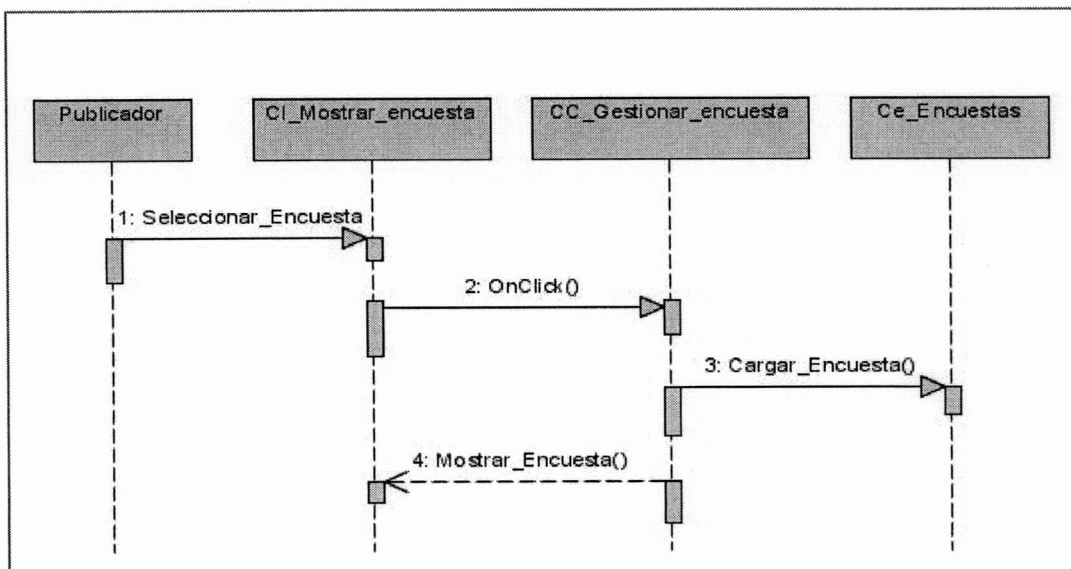 Publicador
CI_Mostrar_encuesta
CC_Gestionar_encuesta
Ce_Encuestas
1: Seleccionar_Encuesta
2: OnClick()
3: Cargar_Encuesta()
4: Mostrar_Encuesta()